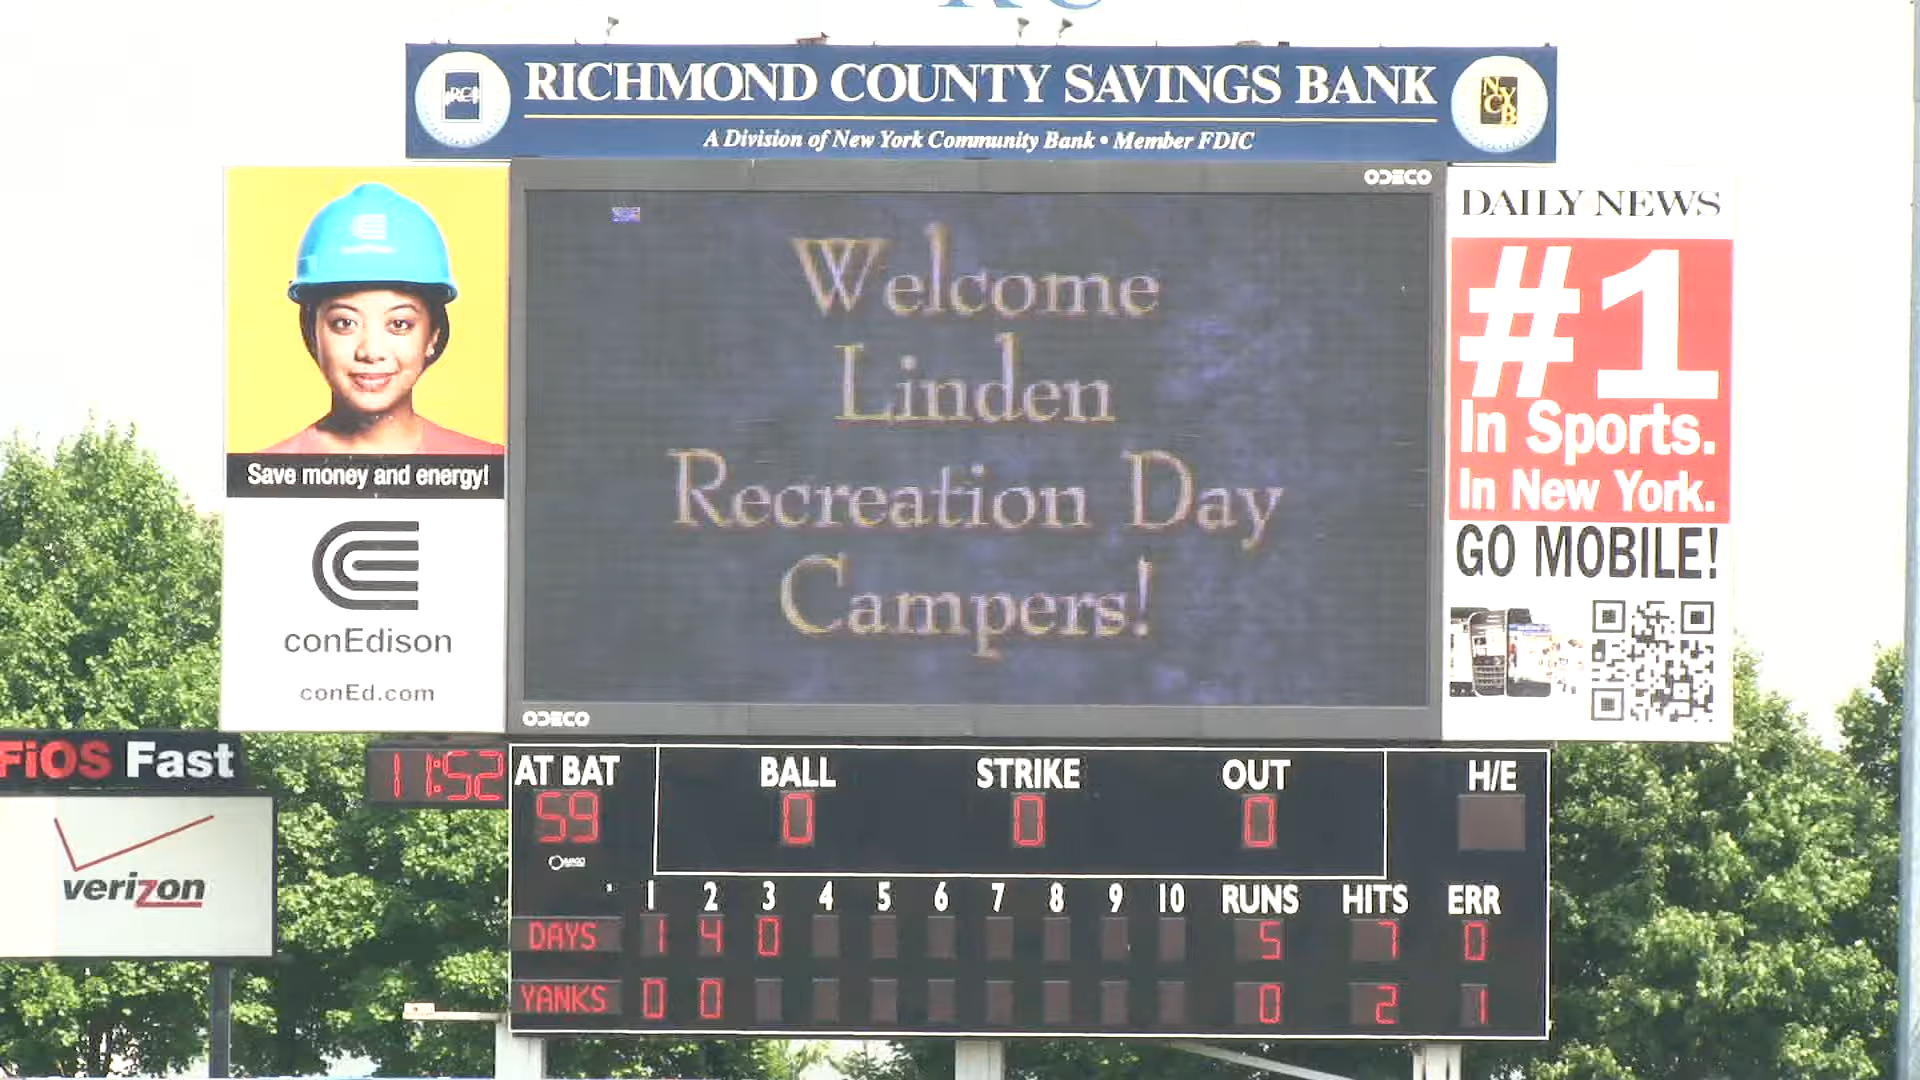 RICHMOND COUNTY SAVINGS BANK
A Division of New York Community Bank • Member FDIC
NYCB
ODECO
Welcome
Linden
Recreation Day
Campers!
ODECO
Save money and energy!
conEdison
conEd.com
DAILY NEWS
#1
In Sports.
In New York.
GO MOBILE!
FiOS Fast
verizon
11:52
AT BAT BALL STRIKE OUT H/E
59 0 0 0
1 2 3 4 5 6 7 8 9 10 RUNS HITS ERR
DAYS 1 4 0 5 7 0
YANKS 0 0 0 2 1